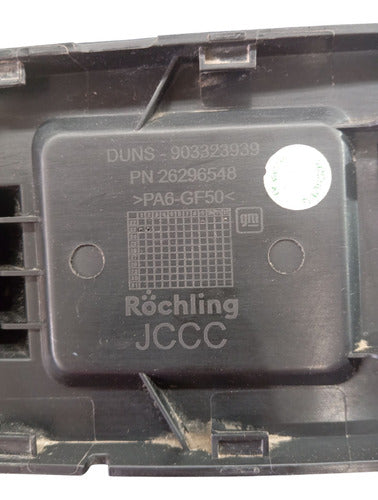 DUNS - 903323939
PN 26296548
>PA6-GF50<
gm
Röchling
JCCC